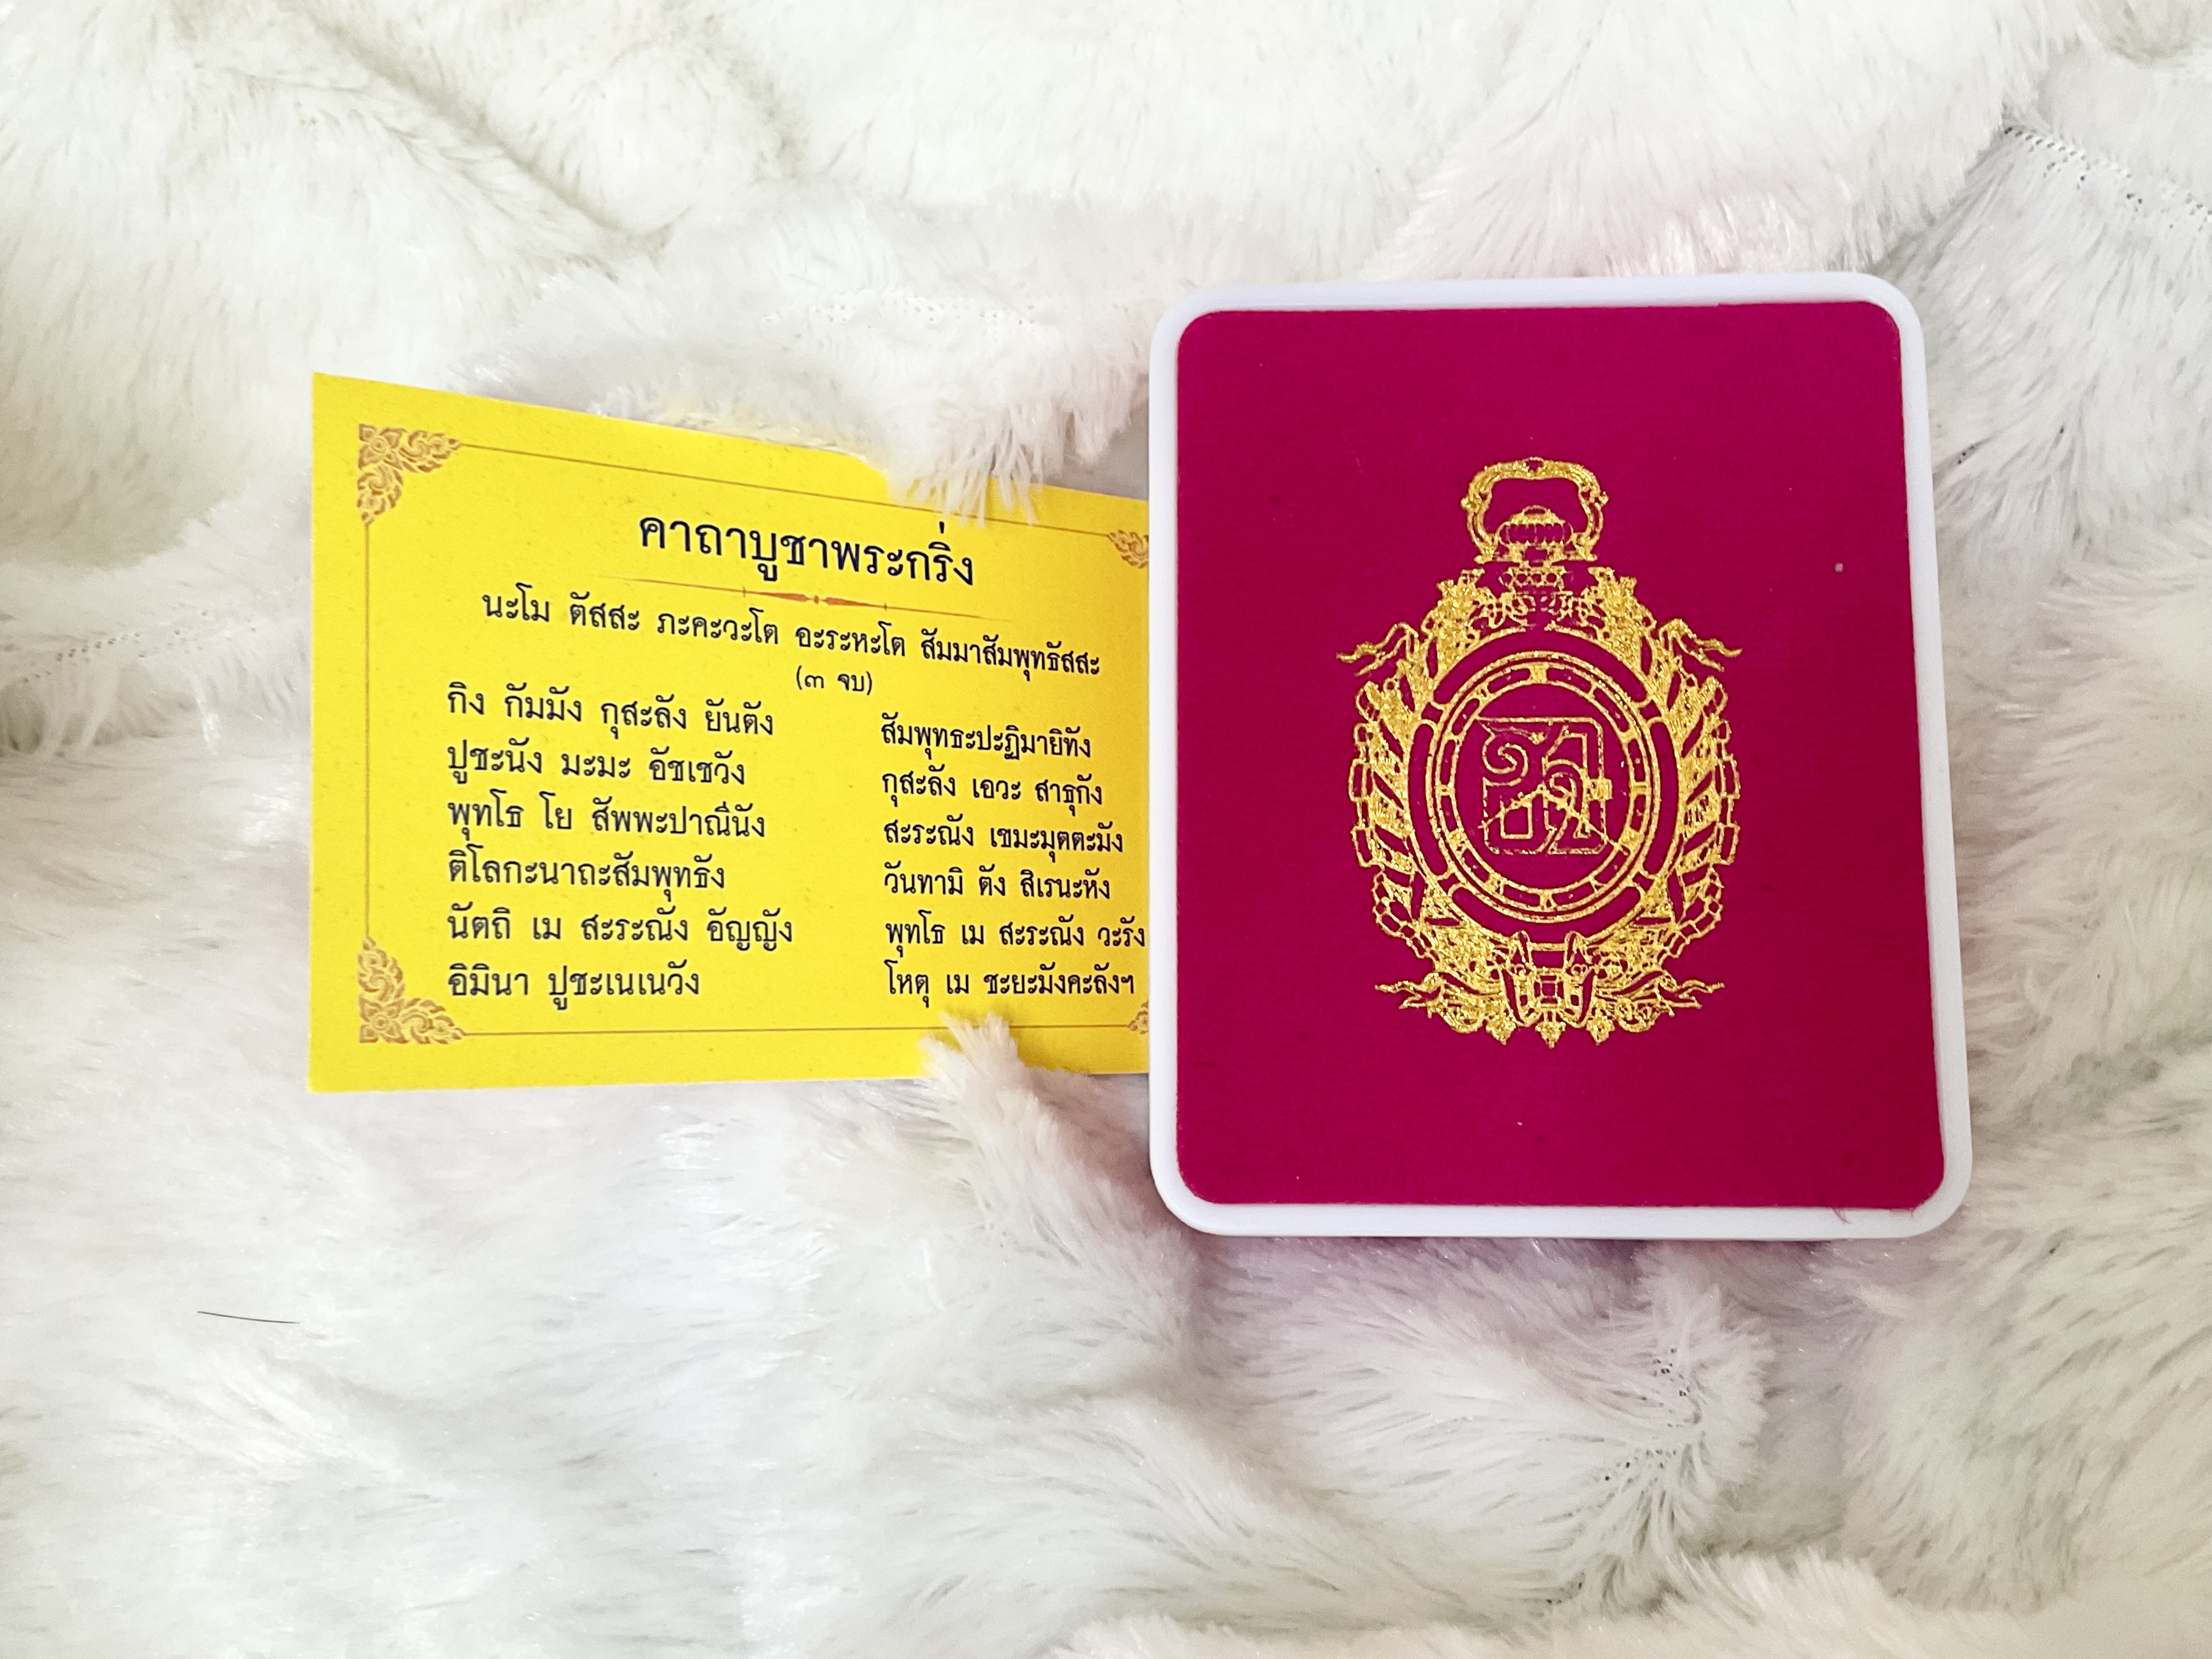 คาถาบูชาพระกริ่ง
นะโม ตัสสะ ภะคะวะโต อะระหะโต สัมมาสัมพุทธัสสะ
(๓ จบ)
กิง กัมมัง กุสะลัง ยันตัง สัมพุทธะปะฏิมายิทัง
ปูชะนัง มะมะ อัชเชวัง กุสะลัง เอวะ สาธุกัง
พุทโธ โย สัพพะปาณีนัง สะระณัง เขมะมุตตะมัง
ติโลกะนาถะสัมพุทธัง วันทามิ ตัง สิเรนะหัง
นัตถิ เม สะระณัง อัญญัง พุทโธ เม สะระณัง วะรัง
อิมินา ปูชะเนเนวัง โหตุ เม ชะยะมังคะลังฯ